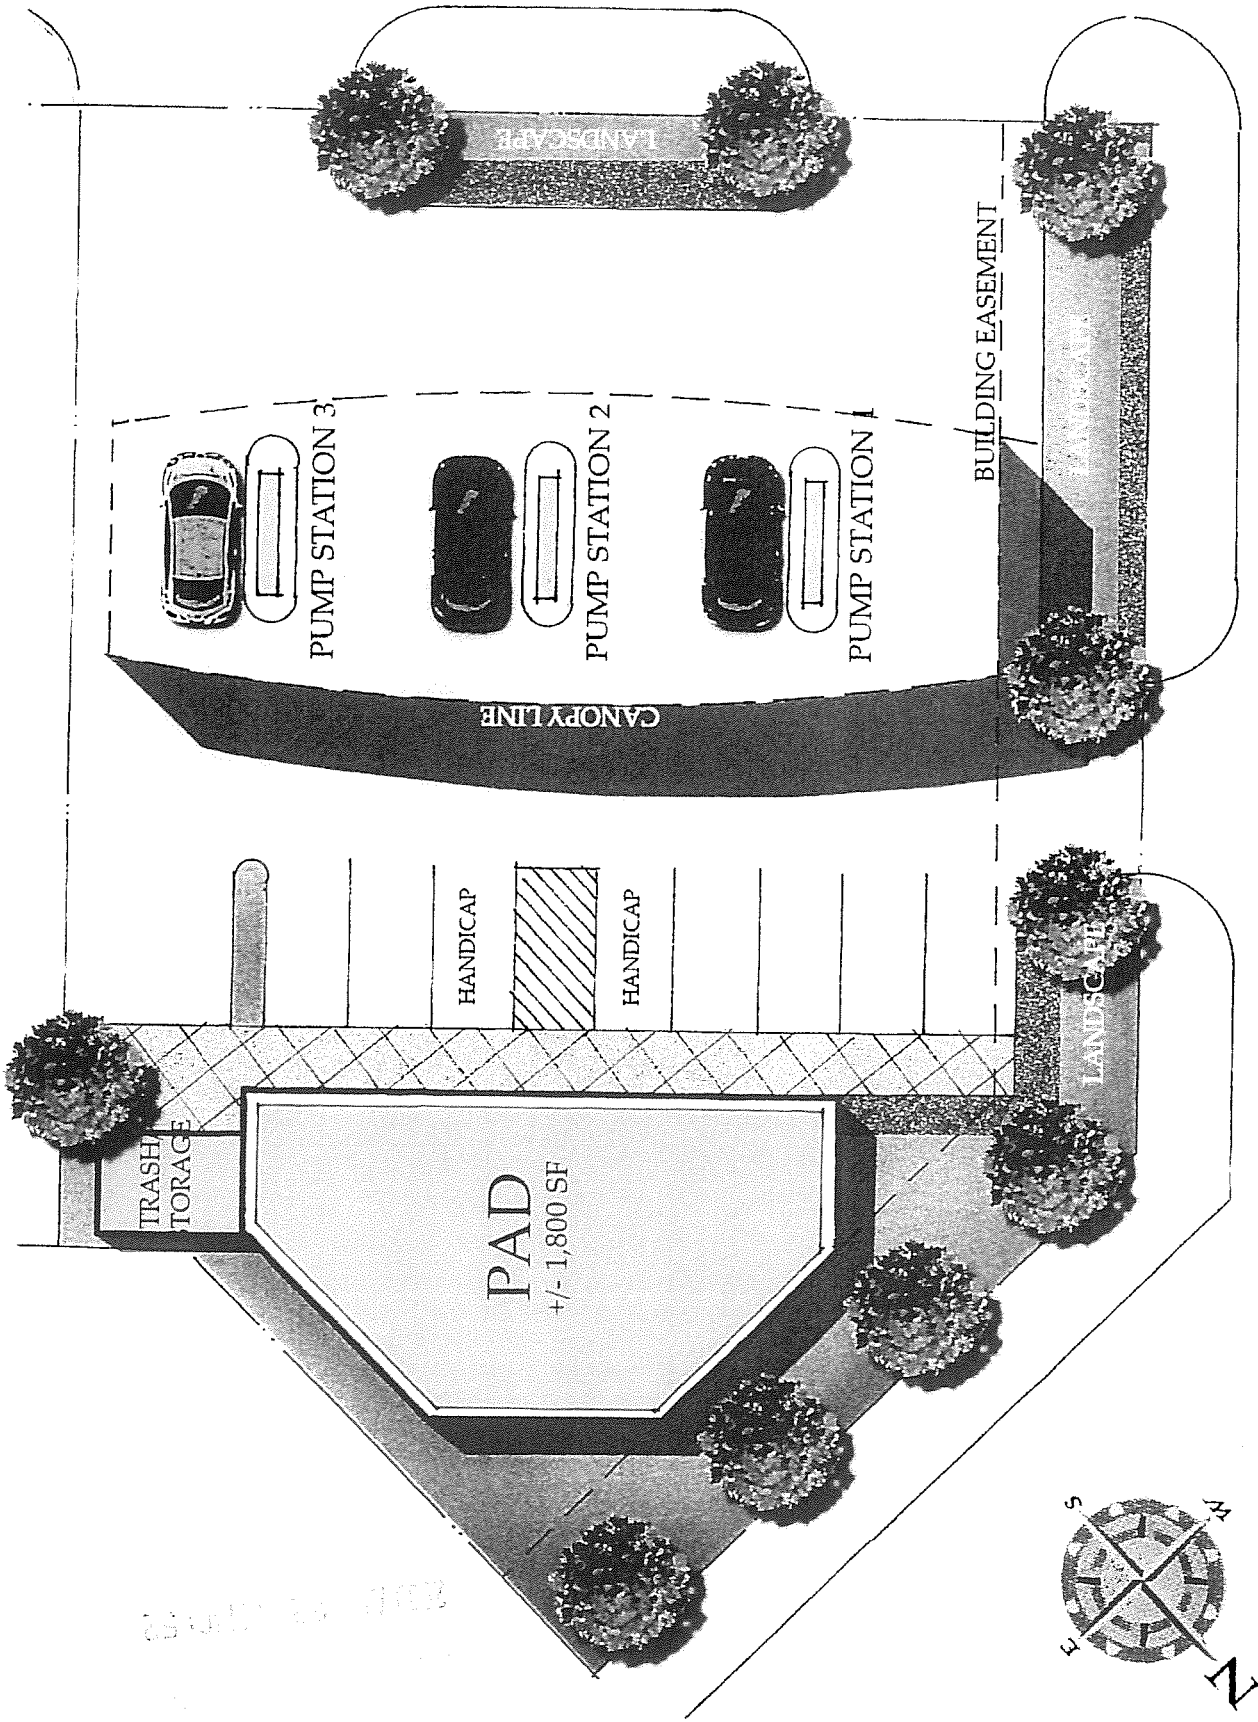 LANDSCAPE
BUILDING EASEMENT
LANDSCAPE
PUMP STATION 3
PUMP STATION 2
PUMP STATION 1
CANOPY LINE
HANDICAP
HANDICAP
LANDSCAPE
TRASH/
TORAGE
PAD
+/- 1,800 SF
S
W
E
N